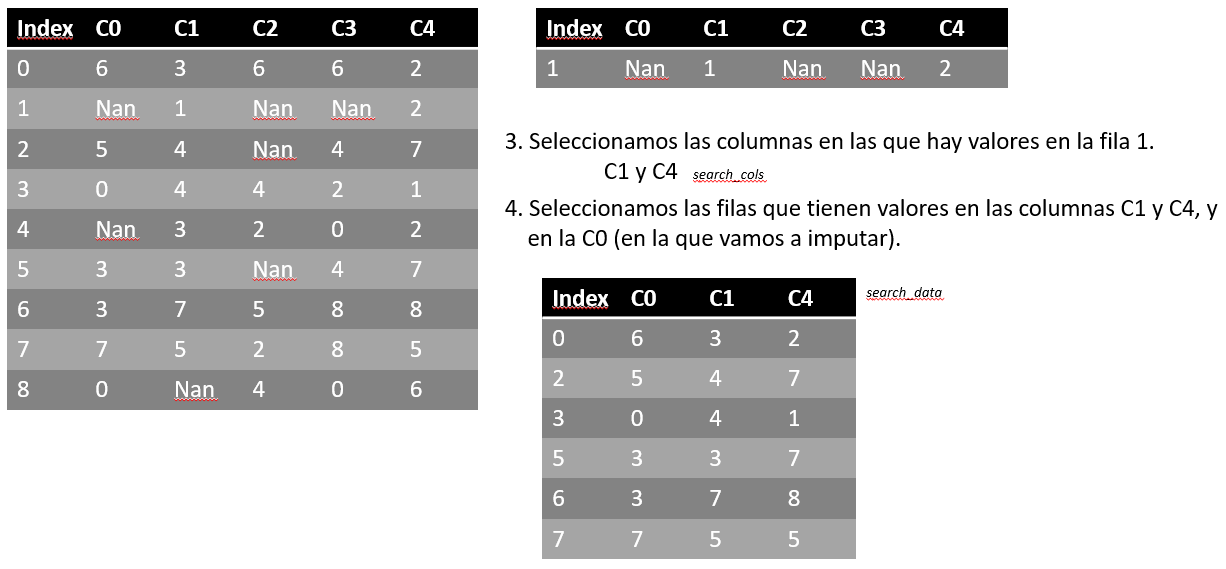 Index C0 C1 C2 C3 C4
0 6 3 6 6 2
1 Nan 1 Nan Nan 2
2 5 4 Nan 4 7
3 0 4 4 2 1
4 Nan 3 2 0 2
5 3 3 Nan 4 7
6 3 7 5 8 8
7 7 5 2 8 5
8 0 Nan 4 0 6
Index C0 C1 C2 C3 C4
1 Nan 1 Nan Nan 2
3. Seleccionamos las columnas en las que hay valores en la fila 1.
C1 y C4 search_cols
4. Seleccionamos las filas que tienen valores en las columnas C1 y C4, y
en la C0 (en la que vamos a imputar).
Index C0 C1 C4
search_data
0 6 3 2
2 5 4 7
3 0 4 1
5 3 3 7
6 3 7 8
7 7 5 5